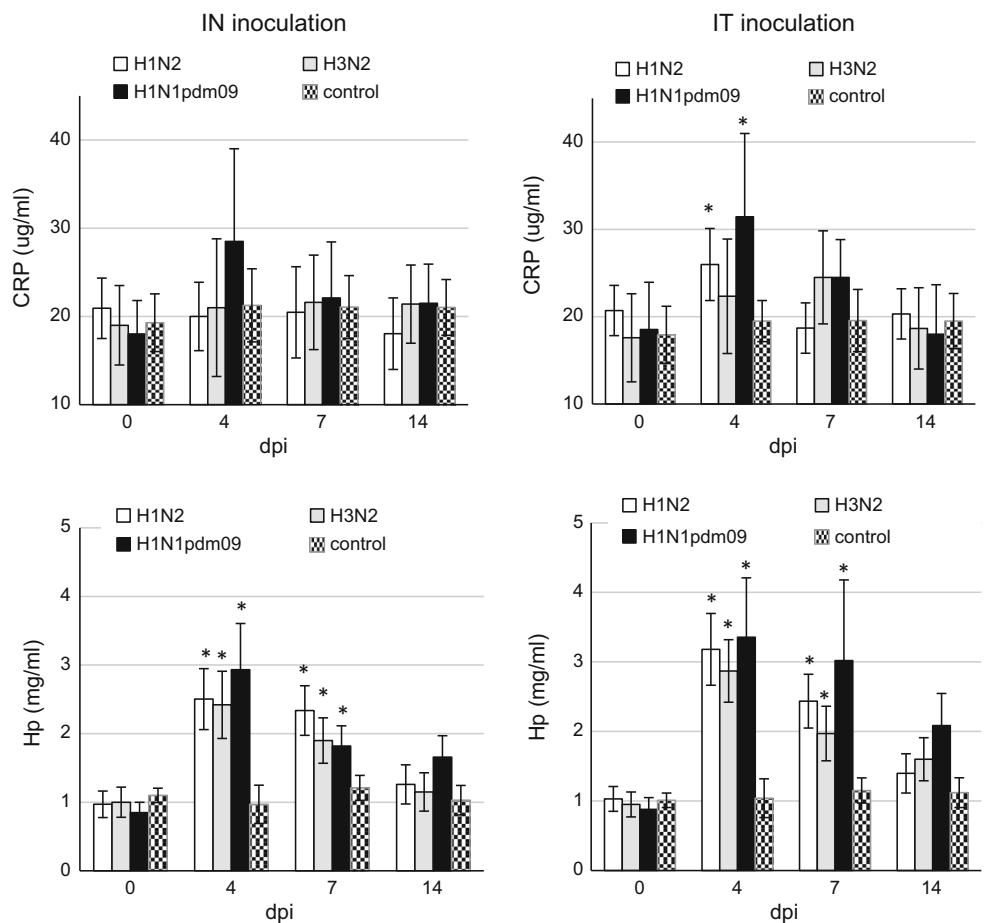 IN inoculation
H1N2 H3N2
H1N1pdm09 control
40
30
20
10
CRP (ug/ml)
0 4 7 14
dpi
IT inoculation
H1N2 H3N2
H1N1pdm09 control
* *
40
30
20
10
CRP (ug/ml)
0 4 7 14
dpi
H1N2 H3N2
H1N1pdm09 control
* * * * * *
5
4
3
2
1
0
Hp (mg/ml)
0 4 7 14
dpi
H1N2 H3N2
H1N1pdm09 control
* * * * * *
5
4
3
2
1
0
Hp (mg/ml)
0 4 7 14
dpi